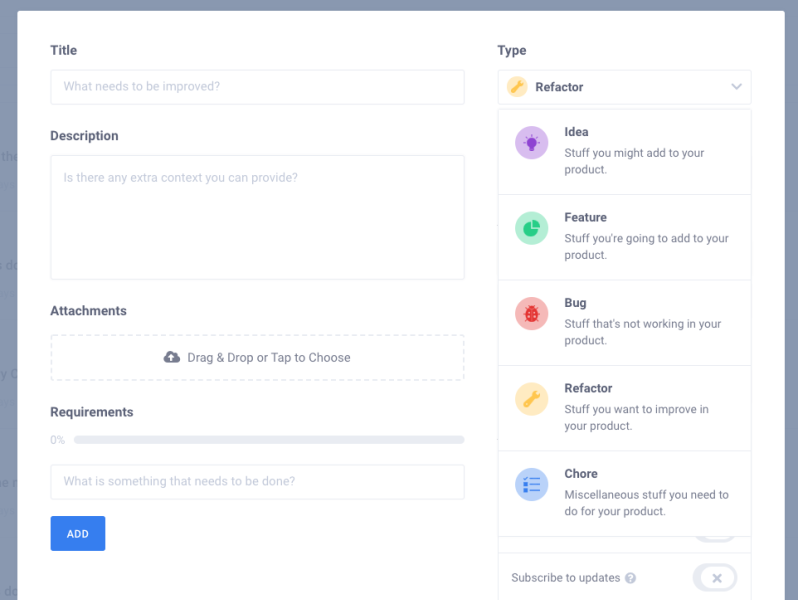 Title
What needs to be improved?
Description
Is there any extra context you can provide?
Attachments
Drag & Drop or Tap to Choose
Requirements
0%
What is something that needs to be done?
ADD
Type
Refactor
Idea
Stuff you might add to your
product.
Feature
Stuff you're going to add to your
product.
Bug
Stuff that's not working in your
product.
Refactor
Stuff you want to improve in
your product.
Chore
Miscellaneous stuff you need to
do for your product.
Subscribe to updates